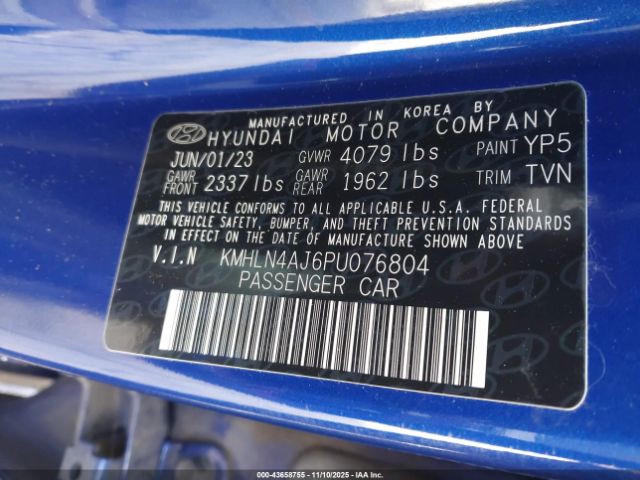 MANUFACTURED IN KOREA BY
HYUNDAI MOTOR COMPANY
JUN/01/23 GVWR 4079 lbs PAINT YP5
GAWR FRONT 2337 lbs GAWR REAR 1962 lbs TRIM TVN
THIS VEHICLE CONFORMS TO ALL APPLICABLE U.S.A. FEDERAL
MOTOR VEHICLE SAFETY, BUMPER, AND THEFT PREVENTION STANDARDS
IN EFFECT ON THE DATE OF MANUFACTURE SHOWN ABOVE.
V.I.N KMHLN4AJ6PU076804
PASSENGER CAR
000-43658755 — 11/10/2025 — IAAI.COM